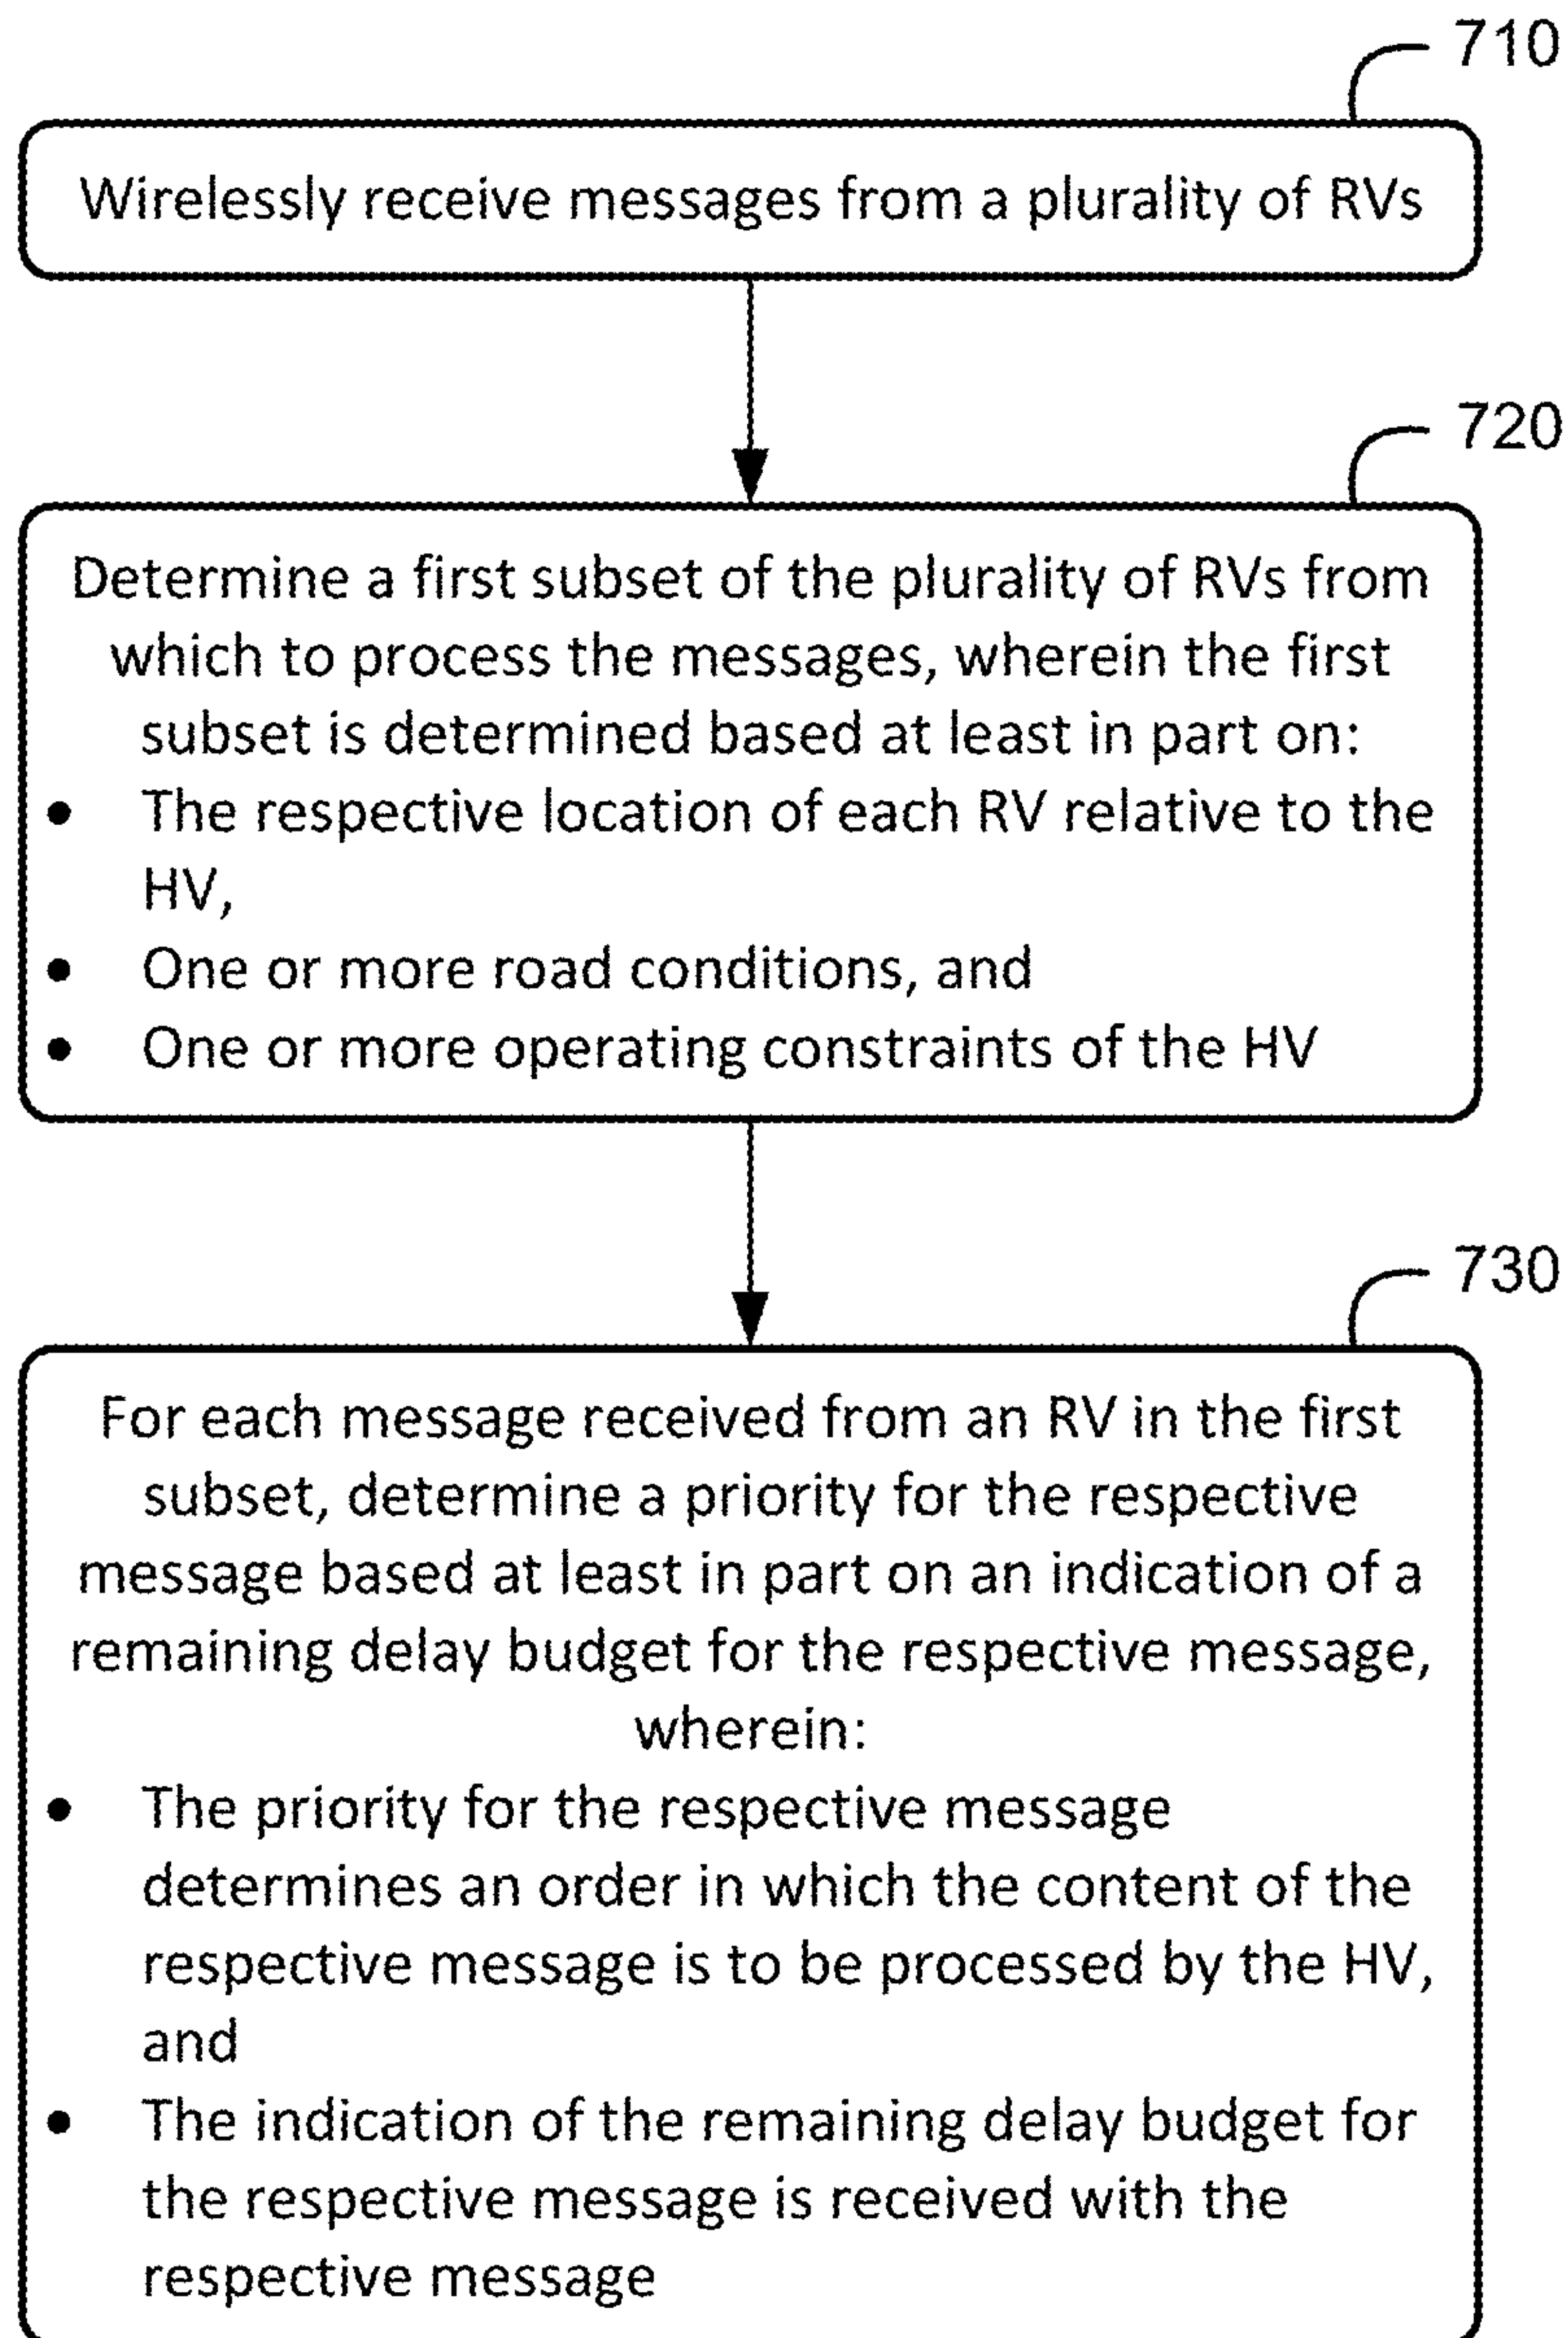 710
Wirelessly receive messages from a plurality of RVs
720
Determine a first subset of the plurality of RVs from
which to process the messages, wherein the first
subset is determined based at least in part on:
• The respective location of each RV relative to the
HV,
• One or more road conditions, and
• One or more operating constraints of the HV
730
For each message received from an RV in the first
subset, determine a priority for the respective
message based at least in part on an indication of a
remaining delay budget for the respective message,
wherein:
• The priority for the respective message
determines an order in which the content of the
respective message is to be processed by the HV,
and
• The indication of the remaining delay budget for
the respective message is received with the
respective message